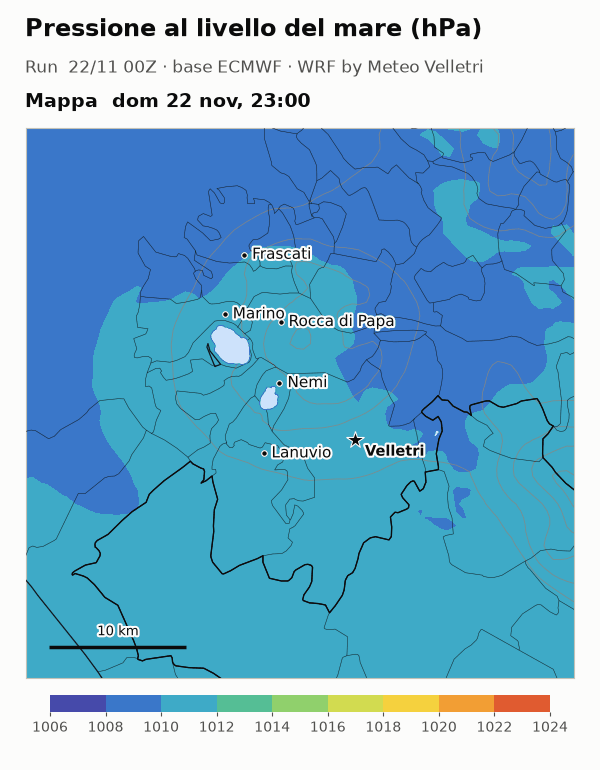 Pressione al livello del mare (hPa)
Run  22/11 00Z · base ECMWF · WRF by Meteo Velletri
Mappa  dom 22 nov, 23:00
Frascati
Marino
Rocca di Papa
Nemi
Velletri
Lanuvio
10 km
1006 1008 1010 1012 1014 1016 1018 1020 1022 1024